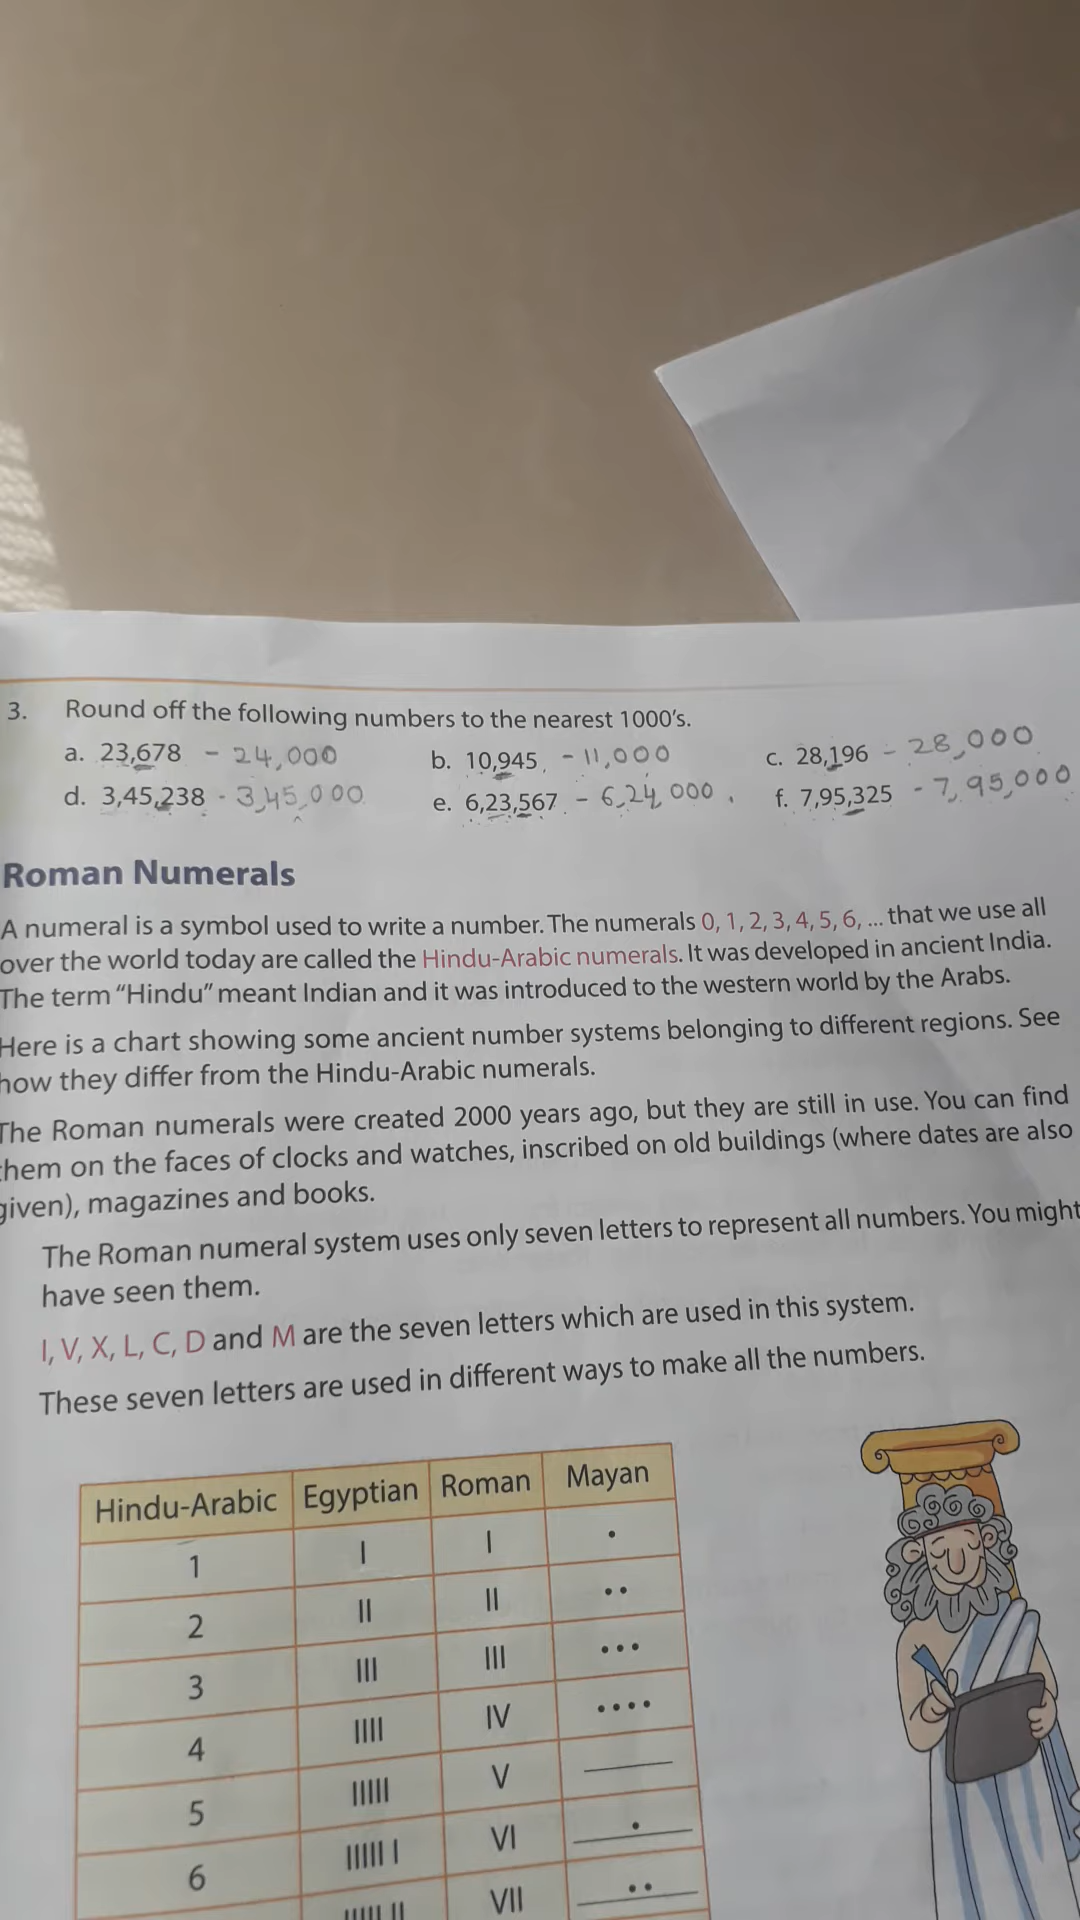 3. Round off the following numbers to the nearest 1000's.
a. 23,678 - 24,000 b. 10,945 - 11,000 c. 28,196 - 28,000
d. 3,45,238 - 3,45,000 e. 6,23,567 - 6,24,000 f. 7,95,325 - 7,95,000
Roman Numerals
A numeral is a symbol used to write a number. The numerals 0, 1, 2, 3, 4, 5, 6, ... that we use all
over the world today are called the Hindu-Arabic numerals. It was developed in ancient India.
The term “Hindu” meant Indian and it was introduced to the western world by the Arabs.
Here is a chart showing some ancient number systems belonging to different regions. See
how they differ from the Hindu-Arabic numerals.
The Roman numerals were created 2000 years ago, but they are still in use. You can find
them on the faces of clocks and watches, inscribed on old buildings (where dates are also
given), magazines and books.
The Roman numeral system uses only seven letters to represent all numbers. You might
have seen them.
I, V, X, L, C, D and M are the seven letters which are used in this system.
These seven letters are used in different ways to make all the numbers.
Hindu-Arabic Egyptian Roman Mayan
1 I I •
2 II II ••
3 III III •••
4 IIII IV ••••
5 IIIII V —
6 IIIIII VI
VII